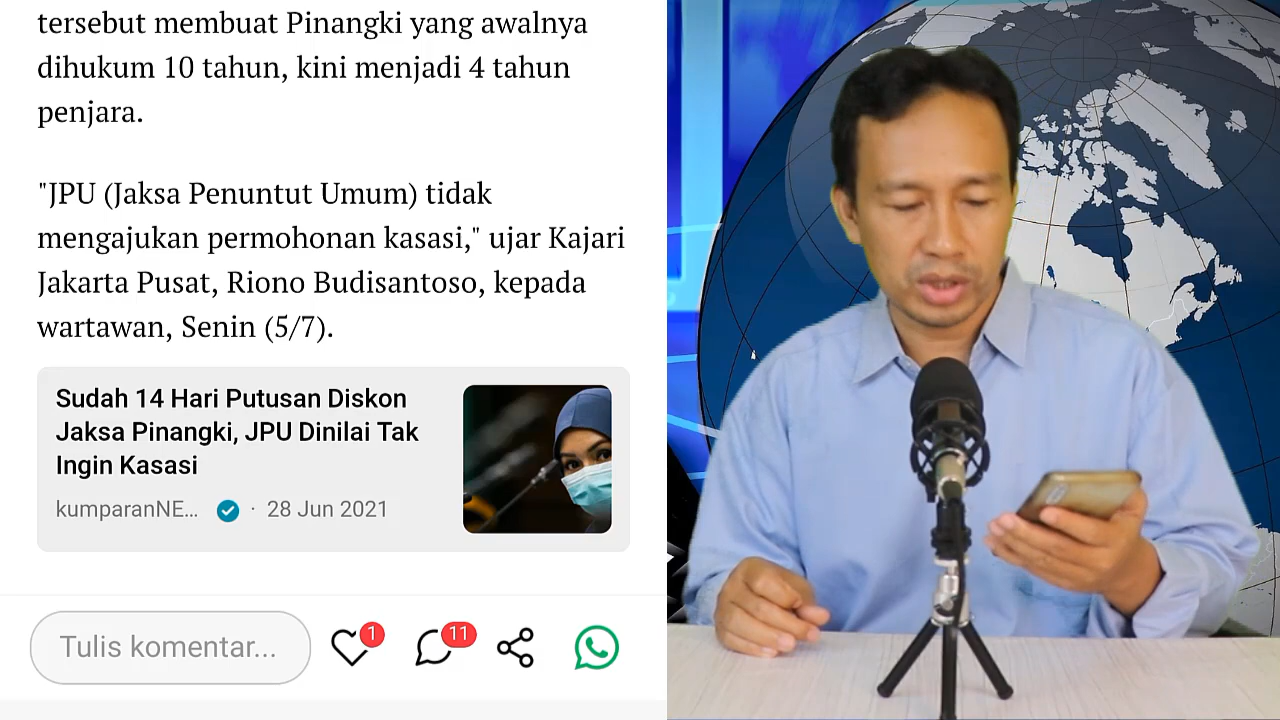 tersebut membuat Pinangki yang awalnya
dihukum 10 tahun, kini menjadi 4 tahun
penjara.
"JPU (Jaksa Penuntut Umum) tidak
mengajukan permohonan kasasi," ujar Kajari
Jakarta Pusat, Riono Budisantoso, kepada
wartawan, Senin (5/7).
Sudah 14 Hari Putusan Diskon
Jaksa Pinangki, JPU Dinilai Tak
Ingin Kasasi
kumparanNE... · 28 Jun 2021
Tulis komentar... 1 11